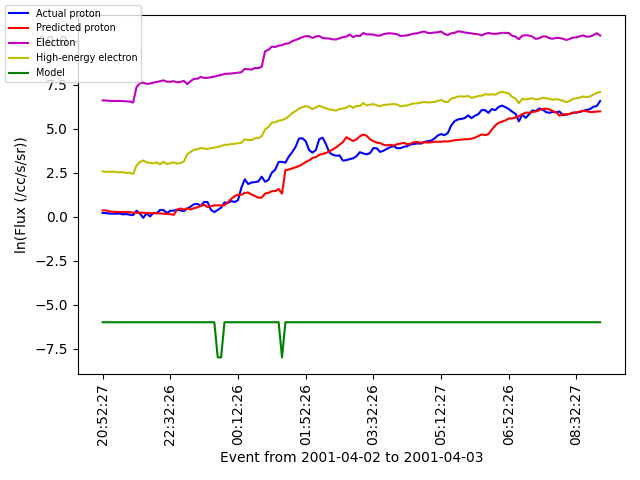 Actual proton
Predicted proton
Electron
High-energy electron
Model
7.5
5.0
2.5
0.0
−2.5
−5.0
−7.5
ln(Flux (/cc/s/sr))
20:52:27
22:32:26
00:12:26
01:52:26
03:32:26
05:12:27
06:52:26
08:32:27
Event from 2001-04-02 to 2001-04-03